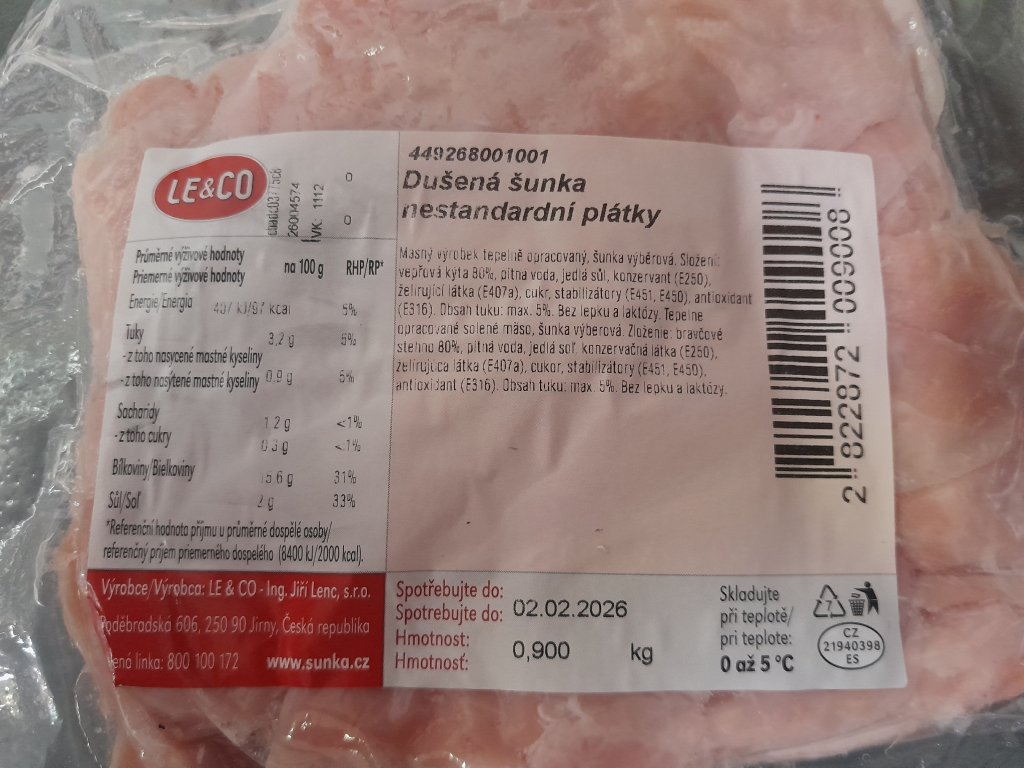 LE&CO
26004574
VK: 1112
0
0
Průměrné výživové hodnoty
Priemerné výživové hodnoty
na 100 g RHP/RP*
Energie/Energia kJ/97 kcal 5%
Tuky 3,2 g 5%
- z toho nasycené mastné kyseliny
- z toho nasýtené mastné kyseliny 0.9 g 5%
Sacharidy 1 2 g <1%
- z toho cukry 0 3 g <1%
Bílkoviny/Bielkoviny 31%
Sůl/Soľ 2 g 33%
*Referenční hodnota příjmu u průměrné dospělé osoby/
referenčný príjem priemerného dospelého (8400 kJ/2000 kcal).
Výrobce/Výrobca: LE & CO - Ing. Jiří Lenc, s.r.o.
Poděbradská 606, 250 90 Jirny, Česká republika
linka: 800 100 172 www.sunka.cz
449268001001
Dušená šunka
nestandardní plátky
Masný výrobek tepelně opracovaný, šunka výběrová. Složení:
vepřová kýta 80%, pitná voda, jedlá sůl, konzervant (E250),
želírující látka (E407a), cukr, stabilizátory (E451, E450), antioxidant
(E316). Obsah tuku: max. 5%. Bez lepku a laktózy. Tepelne
opracované solené mäso, šunka výberová. Zloženie: bravčové
stehno 80%, pitná voda, jedlá soľ, konzervačná látka (E250),
želírujúca látka (E407a), cukor, stabilizátory (E451, E450),
antioxidant (E316). Obsah tuku: max. 5%. Bez lepku a laktózy.
2 822872 009008
Spotřebujte do:
Spotrebujte do: 02.02.2026
Hmotnost:
Hmotnosť: 0,900 kg
Skladujte
při teplotě/
pri teplote:
0 až 5 °C
CZ
21940398
ES